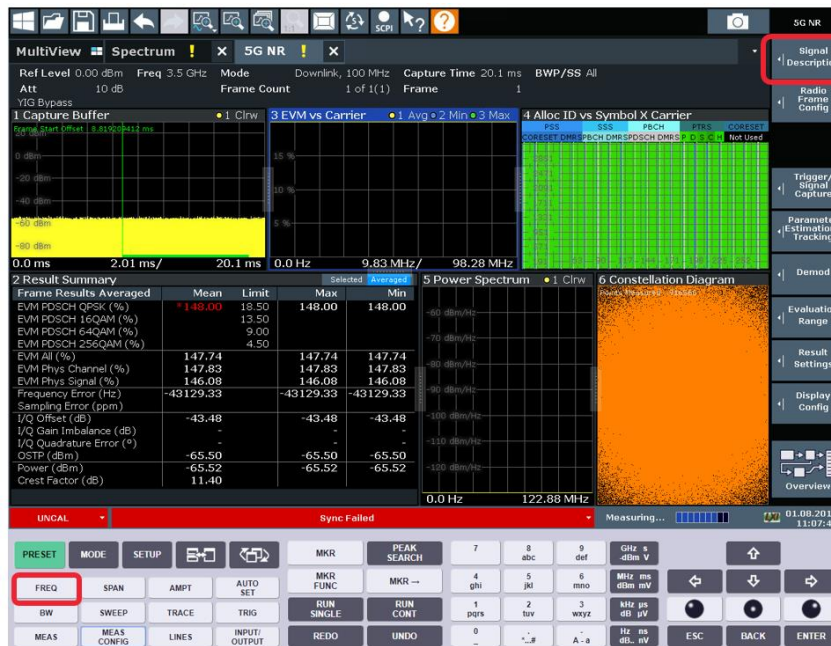 SCPI
5G NR
MultiView Spectrum ! X 5G NR ! X
Ref Level 0.00 dBm Freq 3.5 GHz Mode Downlink, 100 MHz Capture Time 20.1 ms BWP/SS All
Att 10 dB Frame Count 1 of 1(1) Frame 1
YIG Bypass
1 Capture Buffer 1 Clrw
Frame Start Offset 8.819209412 ms
0 dBm
-20 dBm
-40 dBm
-60 dBm
-80 dBm
0.0 ms 2.01 ms/ 20.1 ms
3 EVM vs Carrier 1 Avg 2 Min 3 Max
15 %
10 %
5 %
0.0 Hz 9.83 MHz/ 98.28 MHz
4 Alloc ID vs Symbol X Carrier
PSS SSS PBCH PTRS CORESET
CORESET DMRS PBCH DMRS PDSCH DMRS P D S C H Not Used
2 Result Summary Selected Averaged
Frame Results Averaged Mean Limit Max Min
EVM PDSCH QPSK (%) *148.00 18.50 148.00 148.00
EVM PDSCH 16QAM (%) 13.50
EVM PDSCH 64QAM (%) 9.00
EVM PDSCH 256QAM (%) 4.50
EVM All (%) 147.74 147.74 147.74
EVM Phys Channel (%) 147.83 147.83 147.83
EVM Phys Signal (%) 146.08 146.08 146.08
Frequency Error (Hz) -43129.33 -43129.33 -43129.33
Sampling Error (ppm)
I/Q Offset (dB) -43.48 -43.48 -43.48
I/Q Gain Imbalance (dB) - - -
I/Q Quadrature Error (°) - - -
OSTP (dBm) -65.50 -65.50 -65.50
Power (dBm) -65.52 -65.52 -65.52
Crest Factor (dB) 11.40
5 Power Spectrum 1 Clrw
-60 dBm/Hz
-70 dBm/Hz
-80 dBm/Hz
-90 dBm/Hz
-100 dBm/Hz
-110 dBm/Hz
-120 dBm/Hz
0.0 Hz 122.88 MHz
6 Constellation Diagram
Signal
Descriptio
Radio
Frame
Config
Trigger/
Signal
Capture
Paramete
Estimation
Tracking
Demod
Evaluatio
Range
Result
Settings
Display
Config
Overview
UNCAL Sync Failed Measuring... 01.08.201
11:07:4
PRESET MODE SETUP MKR PEAK SEARCH 7 8 abc 9 def GHz s -dBm V
FREQ SPAN AMPT AUTO SET MKR FUNC MKR→ 4 ghi 5 jkl 6 mno MHz ms dBm mV
BW SWEEP TRACE TRIG RUN SINGLE RUN CONT 1 pqrs 2 tuv 3 wxyz kHz µs dB µV
MEAS MEAS CONFIG LINES INPUT/ OUTPUT REDO UNDO 0 _ . *...# - A - a Hz ns dB.. nV ESC BACK ENTER